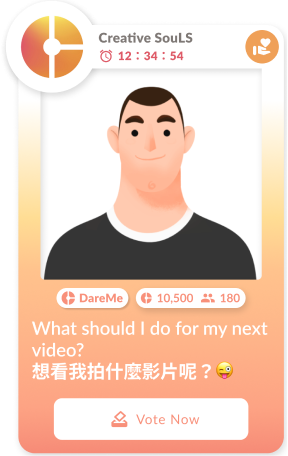 Creative SouLS
12 : 34 : 54
DareMe
10,500
180
What should I do for my next
video?
想看我拍什麼影片呢？😜
Vote Now